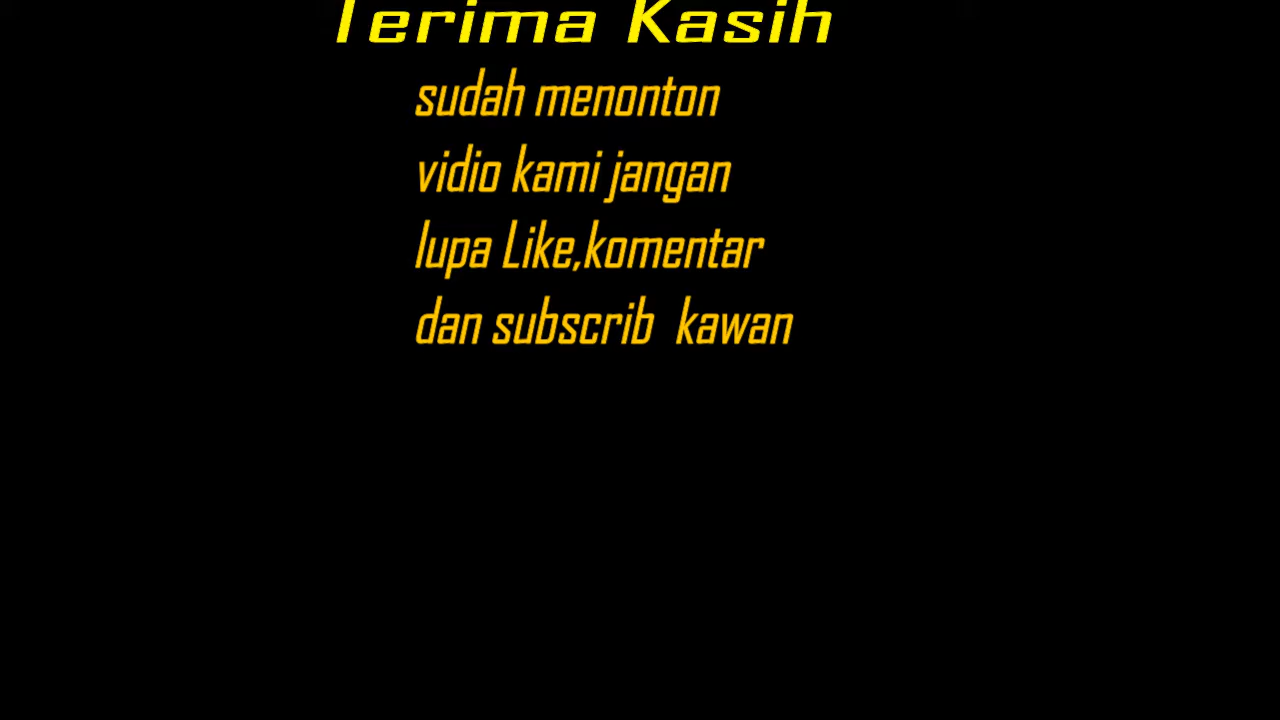 Terima Kasih
sudah menonton
vidio kami jangan
lupa Like,komentar
dan subscrib  kawan